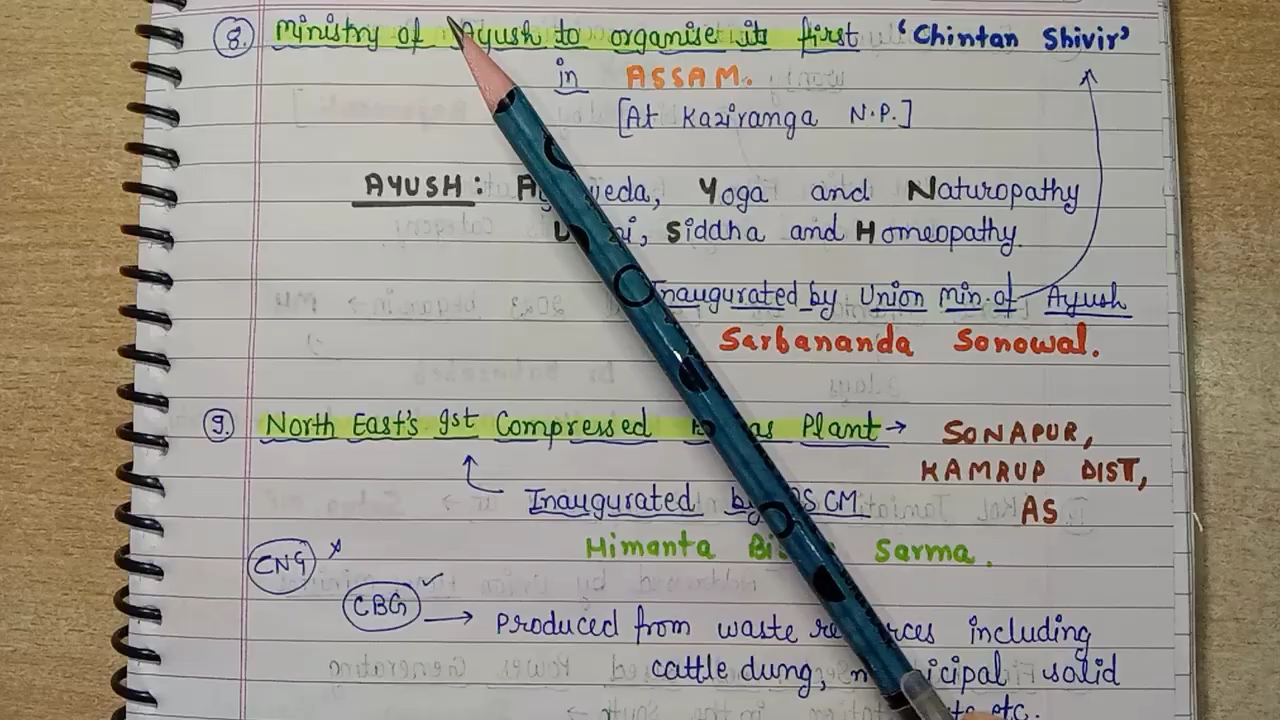 8. Ministry of Ayush to organise its first 'Chintan Shivir'
in ASSAM.
[At Kaziranga N.P.]
AYUSH: Yoga and Naturopathy
Siddha and Homeopathy.
Inaugurated by Union Min. of Ayush
Sarbananda Sonowal.
9. North East's 1st Compressed Plant → SONAPUR,
KAMRUP DIST,
Inaugurated by CM AS
Himanta Sarma.
CNG ×
CBG ✓ → Produced from waste including
cattle dung, solid
etc.